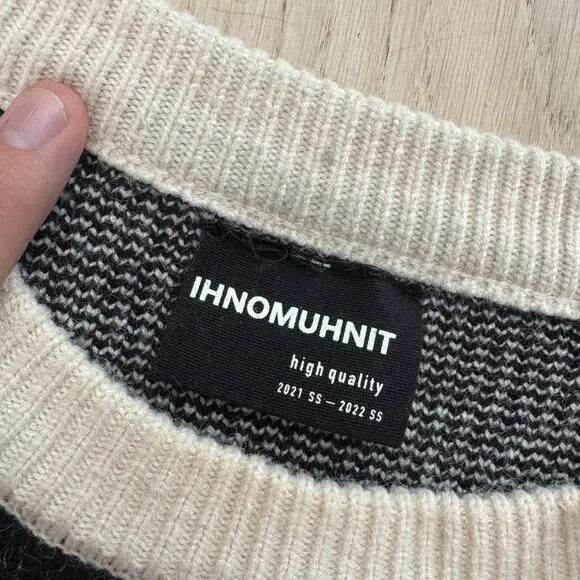 IHNOMUHNIT
high quality
2021 SS — 2022 SS